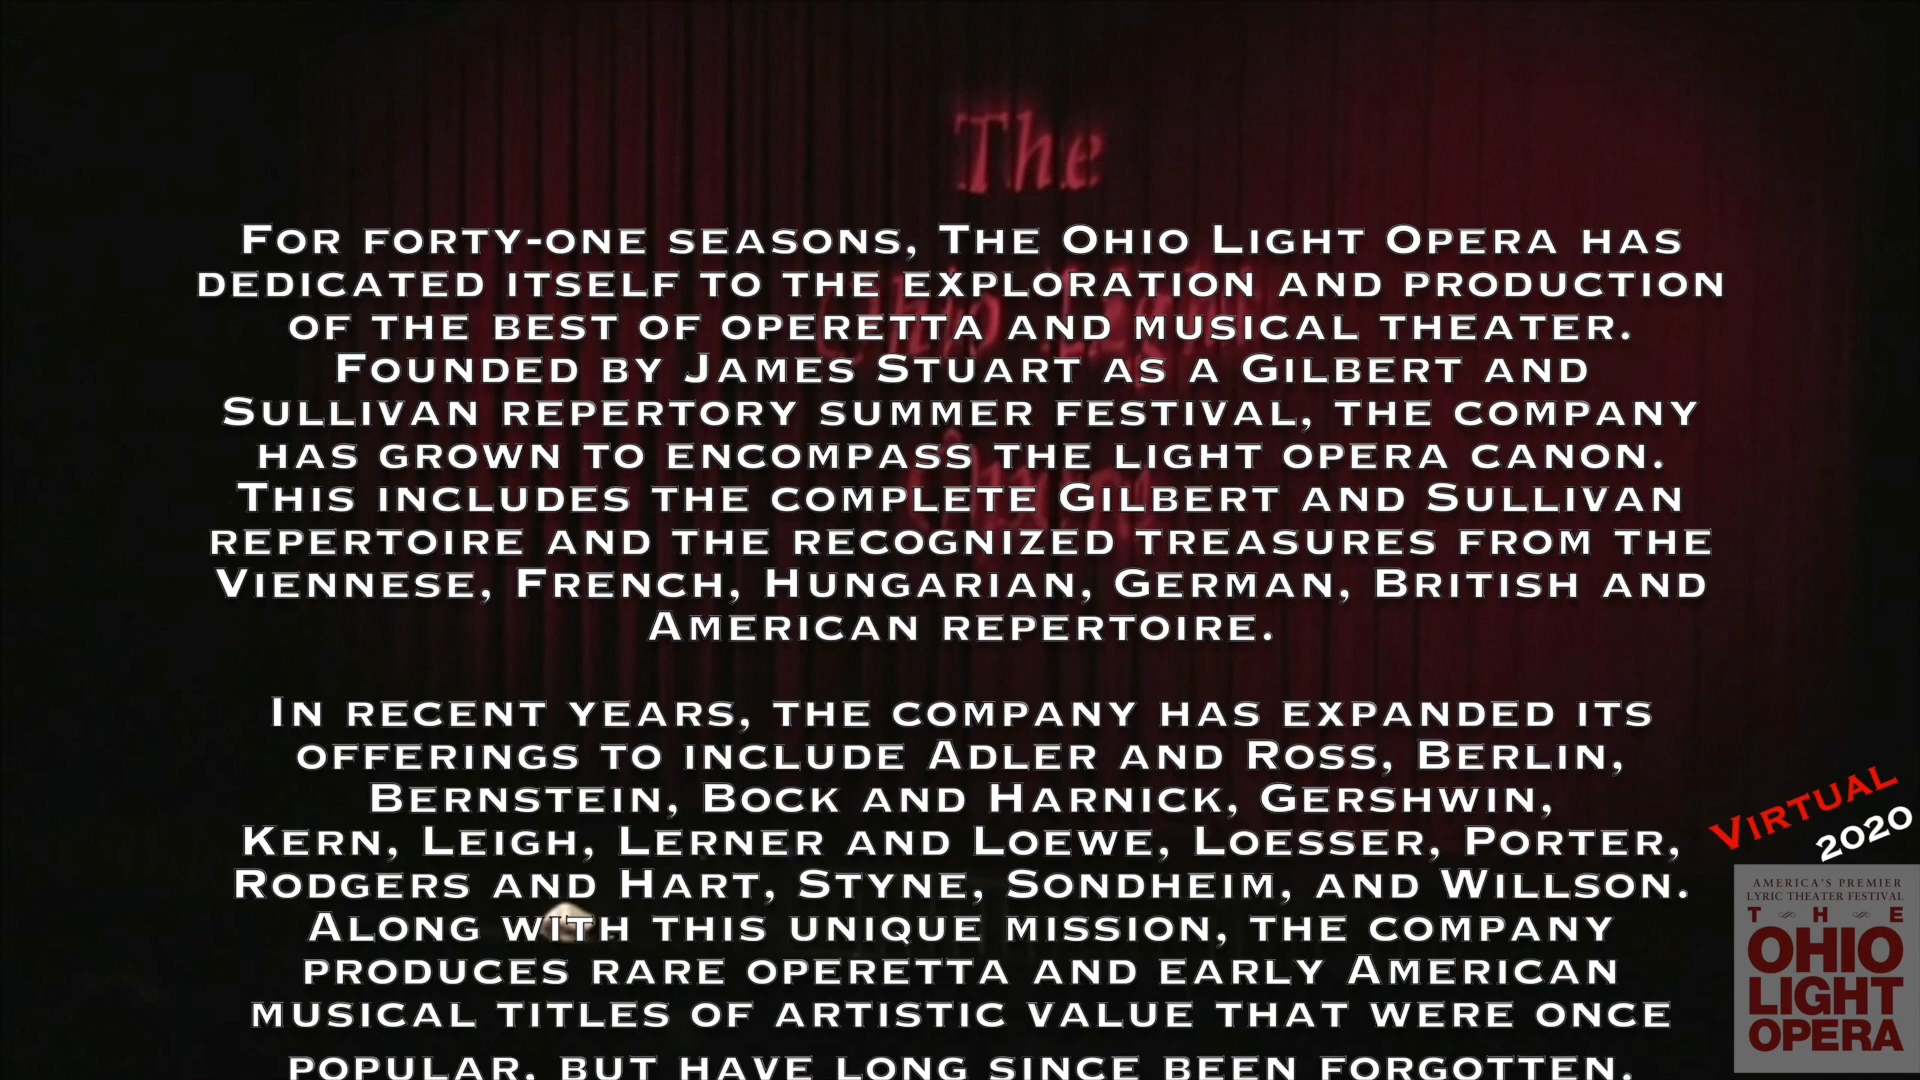 The
For forty-one seasons, The Ohio Light Opera has
dedicated itself to the exploration and production
of the best of operetta and musical theater.
Founded by James Stuart as a Gilbert and
Sullivan repertory summer festival, the company
has grown to encompass the light opera canon.
This includes the complete Gilbert and Sullivan
repertoire and the recognized treasures from the
Viennese, French, Hungarian, German, British and
American repertoire.
In recent years, the company has expanded its
offerings to include Adler and Ross, Berlin,
Bernstein, Bock and Harnick, Gershwin,
Kern, Leigh, Lerner and Loewe, Loesser, Porter,
Rodgers and Hart, Styne, Sondheim, and Willson.
Along with this unique mission, the company
produces rare operetta and early American
musical titles of artistic value that were once
popular, but have long since been forgotten.
Virtual
2020
AMERICA'S PREMIER
LYRIC THEATER FESTIVAL
THE
OHIO
LIGHT
OPERA